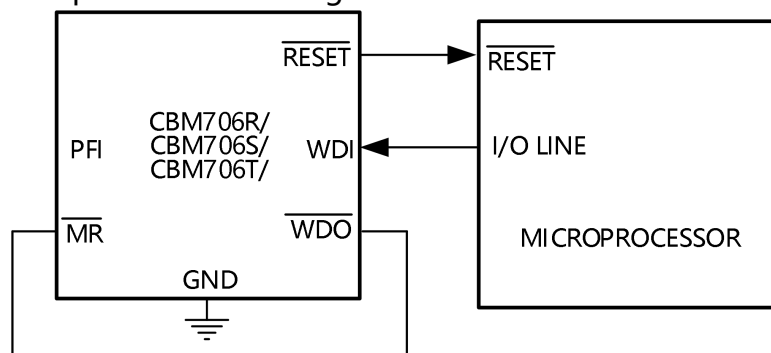 RESET
RESET
CBM706R/
CBM706S/
CBM706T/
PFI
WDI
I/O LINE
MR
WDO
MICROPROCESSOR
GND